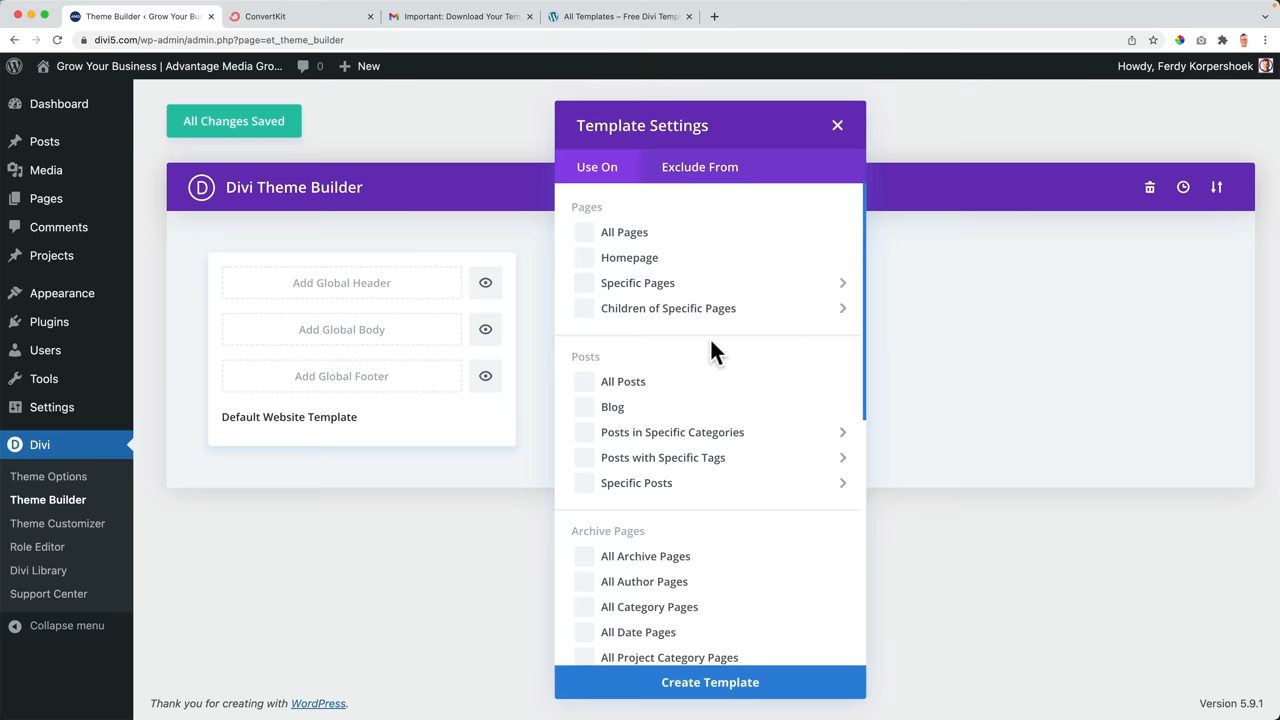 Theme Builder ‹ Grow Your Bu
ConvertKit
Important: Download Your Tem
All Templates – Free Divi Temp
divi5.com/wp-admin/admin.php?page=et_theme_builder
Grow Your Business | Advantage Media Gro...
0
New
Howdy, Ferdy Korpershoek
Dashboard
Posts
Media
Pages
Comments
Projects
Appearance
Plugins
Users
Tools
Settings
Divi
Theme Options
Theme Builder
Theme Customizer
Role Editor
Divi Library
Support Center
Collapse menu
All Changes Saved
D Divi Theme Builder
Add Global Header
Add Global Body
Add Global Footer
Default Website Template
Template Settings
Use On
Exclude From
Pages
All Pages
Homepage
Specific Pages
Children of Specific Pages
Posts
All Posts
Blog
Posts in Specific Categories
Posts with Specific Tags
Specific Posts
Archive Pages
All Archive Pages
All Author Pages
All Category Pages
All Date Pages
All Project Category Pages
Create Template
Thank you for creating with WordPress.
Version 5.9.1